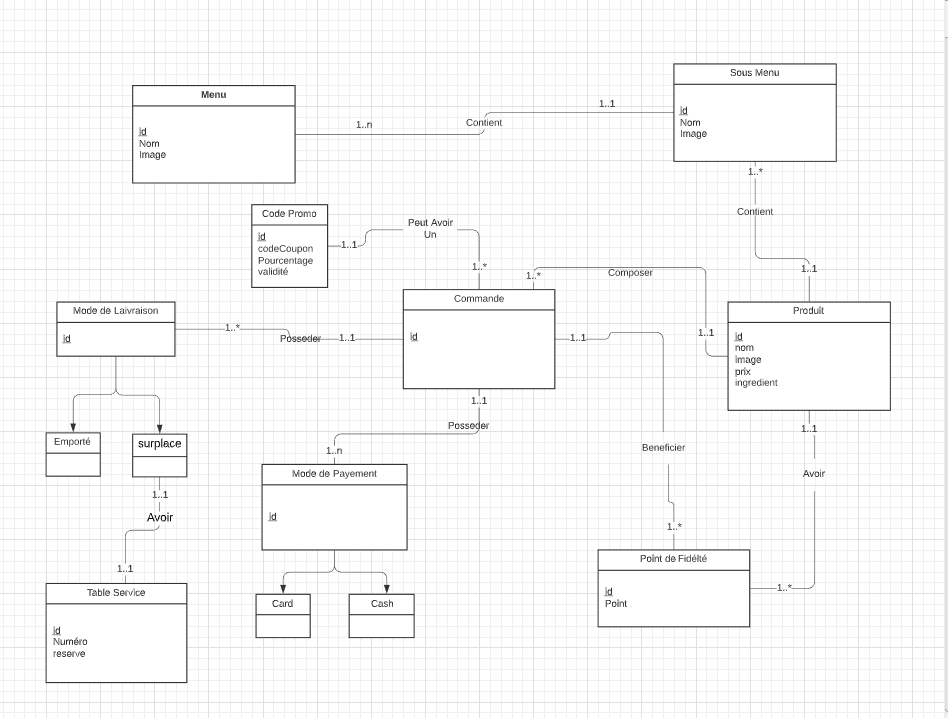 Sous Menu
id
Nom
Image
Menu
id
Nom
Image
1..n
Contient
1..1
1..*
Contient
1..1
Code Promo
id
codeCoupon
Pourcentage
validité
1..1
Peut Avoir
Un
1..*
1..*
Composer
1..1
Commande
id
Mode de Laivraison
id
1..*
Posseder
1..1
1..1
Produit
id
nom
image
prix
ingredient
1..1
Posseder
1..n
Emporté
surplace
1..1
Avoir
1..1
Mode de Payement
id
Beneficier
1..*
1..1
Avoir
1..*
Point de Fidélté
id
Point
Card
Cash
Table Service
id
Numéro
reserve